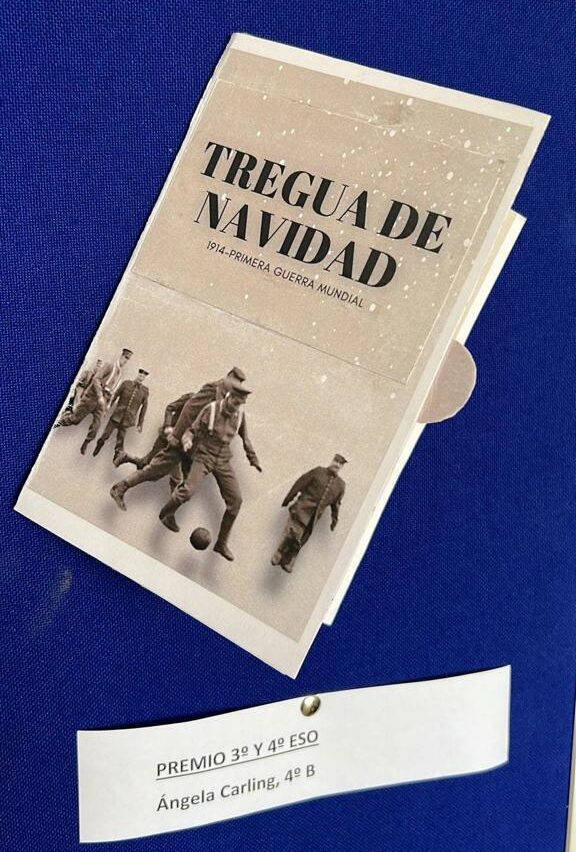 TREGUA DE
NAVIDAD
1914-PRIMERA GUERRA MUNDIAL
PREMIO 3º Y 4º ESO
Ángela Carling, 4º B